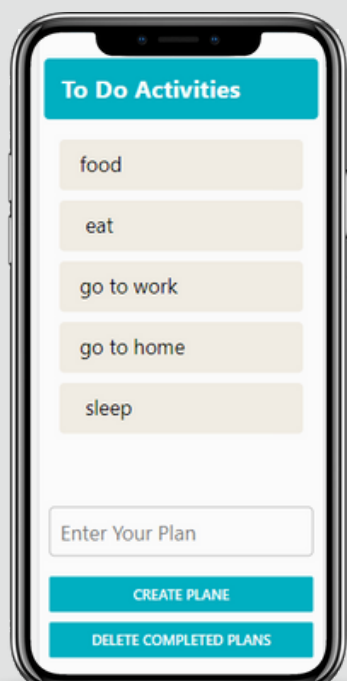 To Do Activities
food
eat
go to work
go to home
sleep
Enter Your Plan
CREATE PLANE
DELETE COMPLETED PLANS